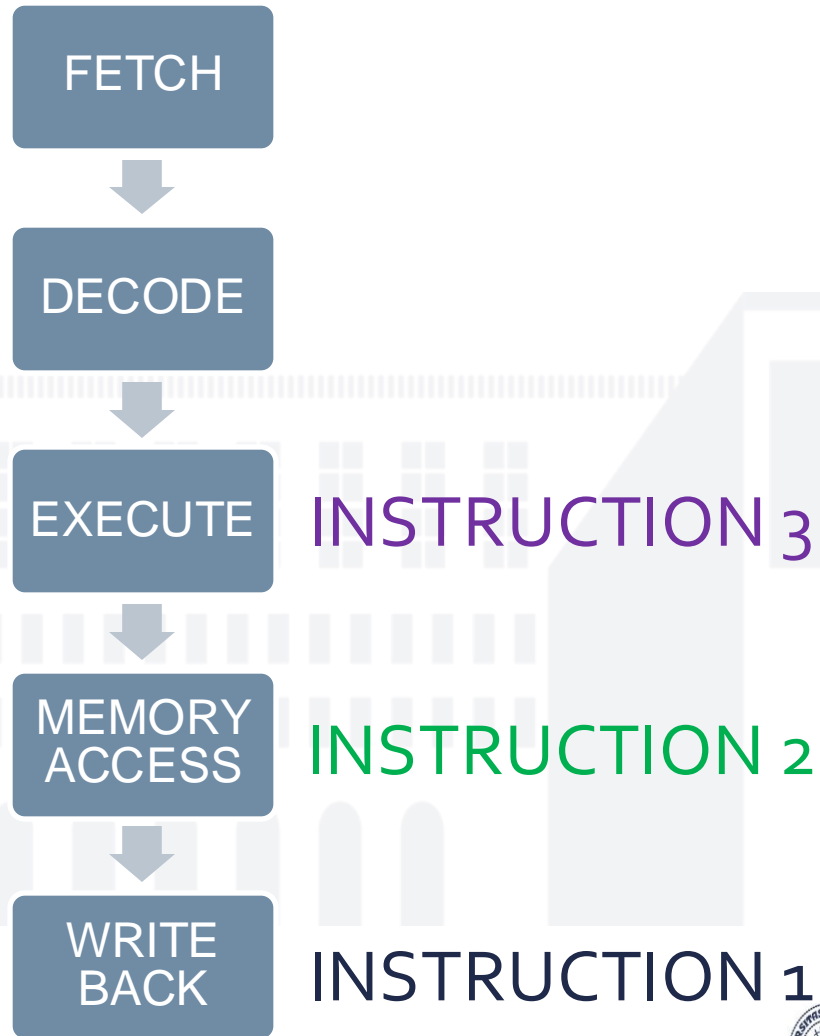 FETCH
DECODE
EXECUTE
INSTRUCTION 3
MEMORY
ACCESS
INSTRUCTION 2
WRITE
BACK
INSTRUCTION 1